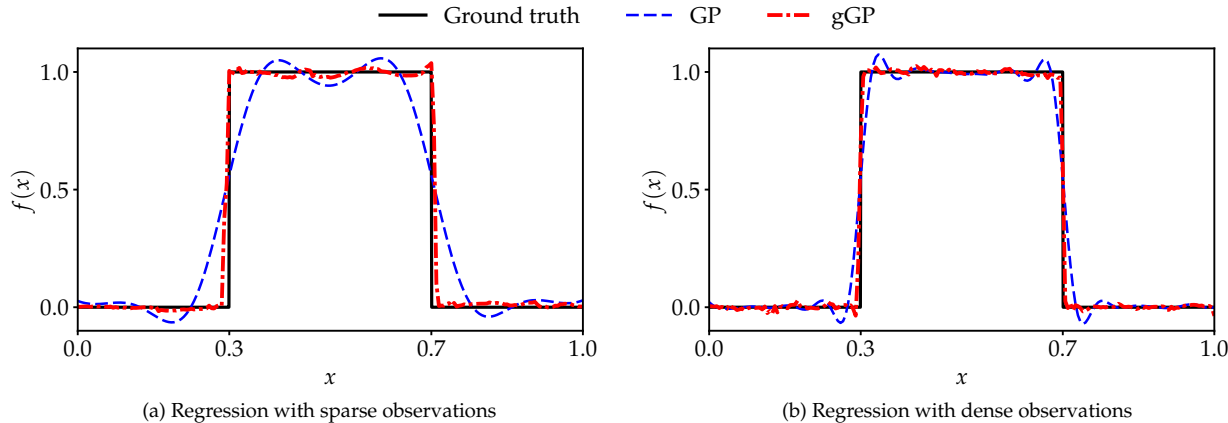 Ground truth GP gGP
1.0
0.5
0.0
f(x)
0.0 0.3 0.7 1.0
x
(a) Regression with sparse observations
1.0
0.5
0.0
f(x)
0.0 0.3 0.7 1.0
x
(b) Regression with dense observations